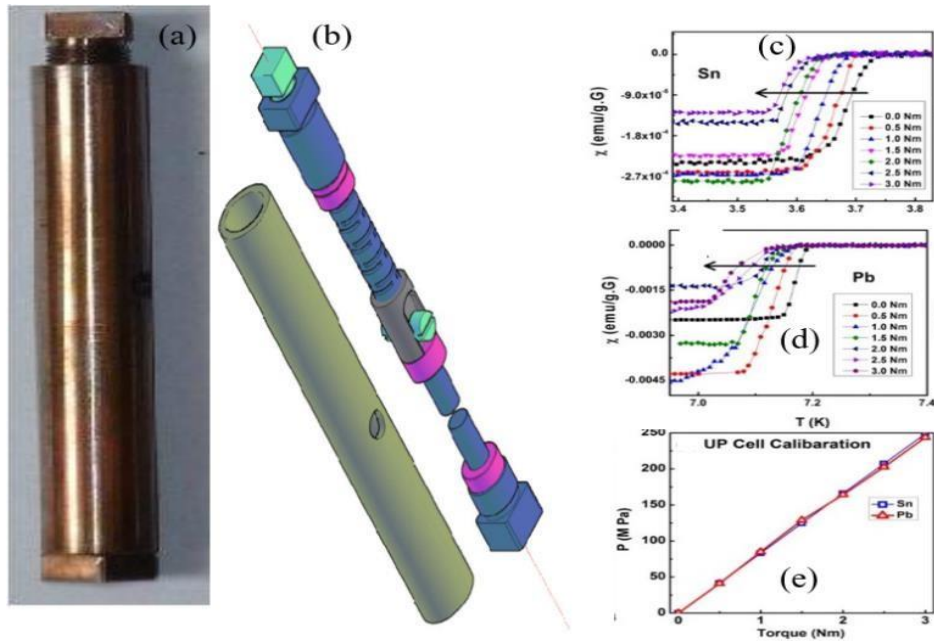 (a)
(b)
(c)
Sn
χ (emu/g.G)
0.0
-9.0x10⁻⁵
-1.8x10⁻⁴
-2.7x10⁻⁴
0.0 Nm
0.5 Nm
1.0 Nm
1.5 Nm
2.0 Nm
2.5 Nm
3.0 Nm
3.4 3.5 3.6 3.7 3.8
Pb
(d)
χ (emu/g.G)
0.0000
-0.0015
-0.0030
-0.0045
0.0 Nm
0.5 Nm
1.0 Nm
1.5 Nm
2.0 Nm
2.5 Nm
3.0 Nm
7.0 7.2 7.4
T (K)
UP Cell Calibaration
P (M Pa)
250
200
150
100
50
0
Sn
Pb
(e)
0 1 2 3
Torque (Nm)